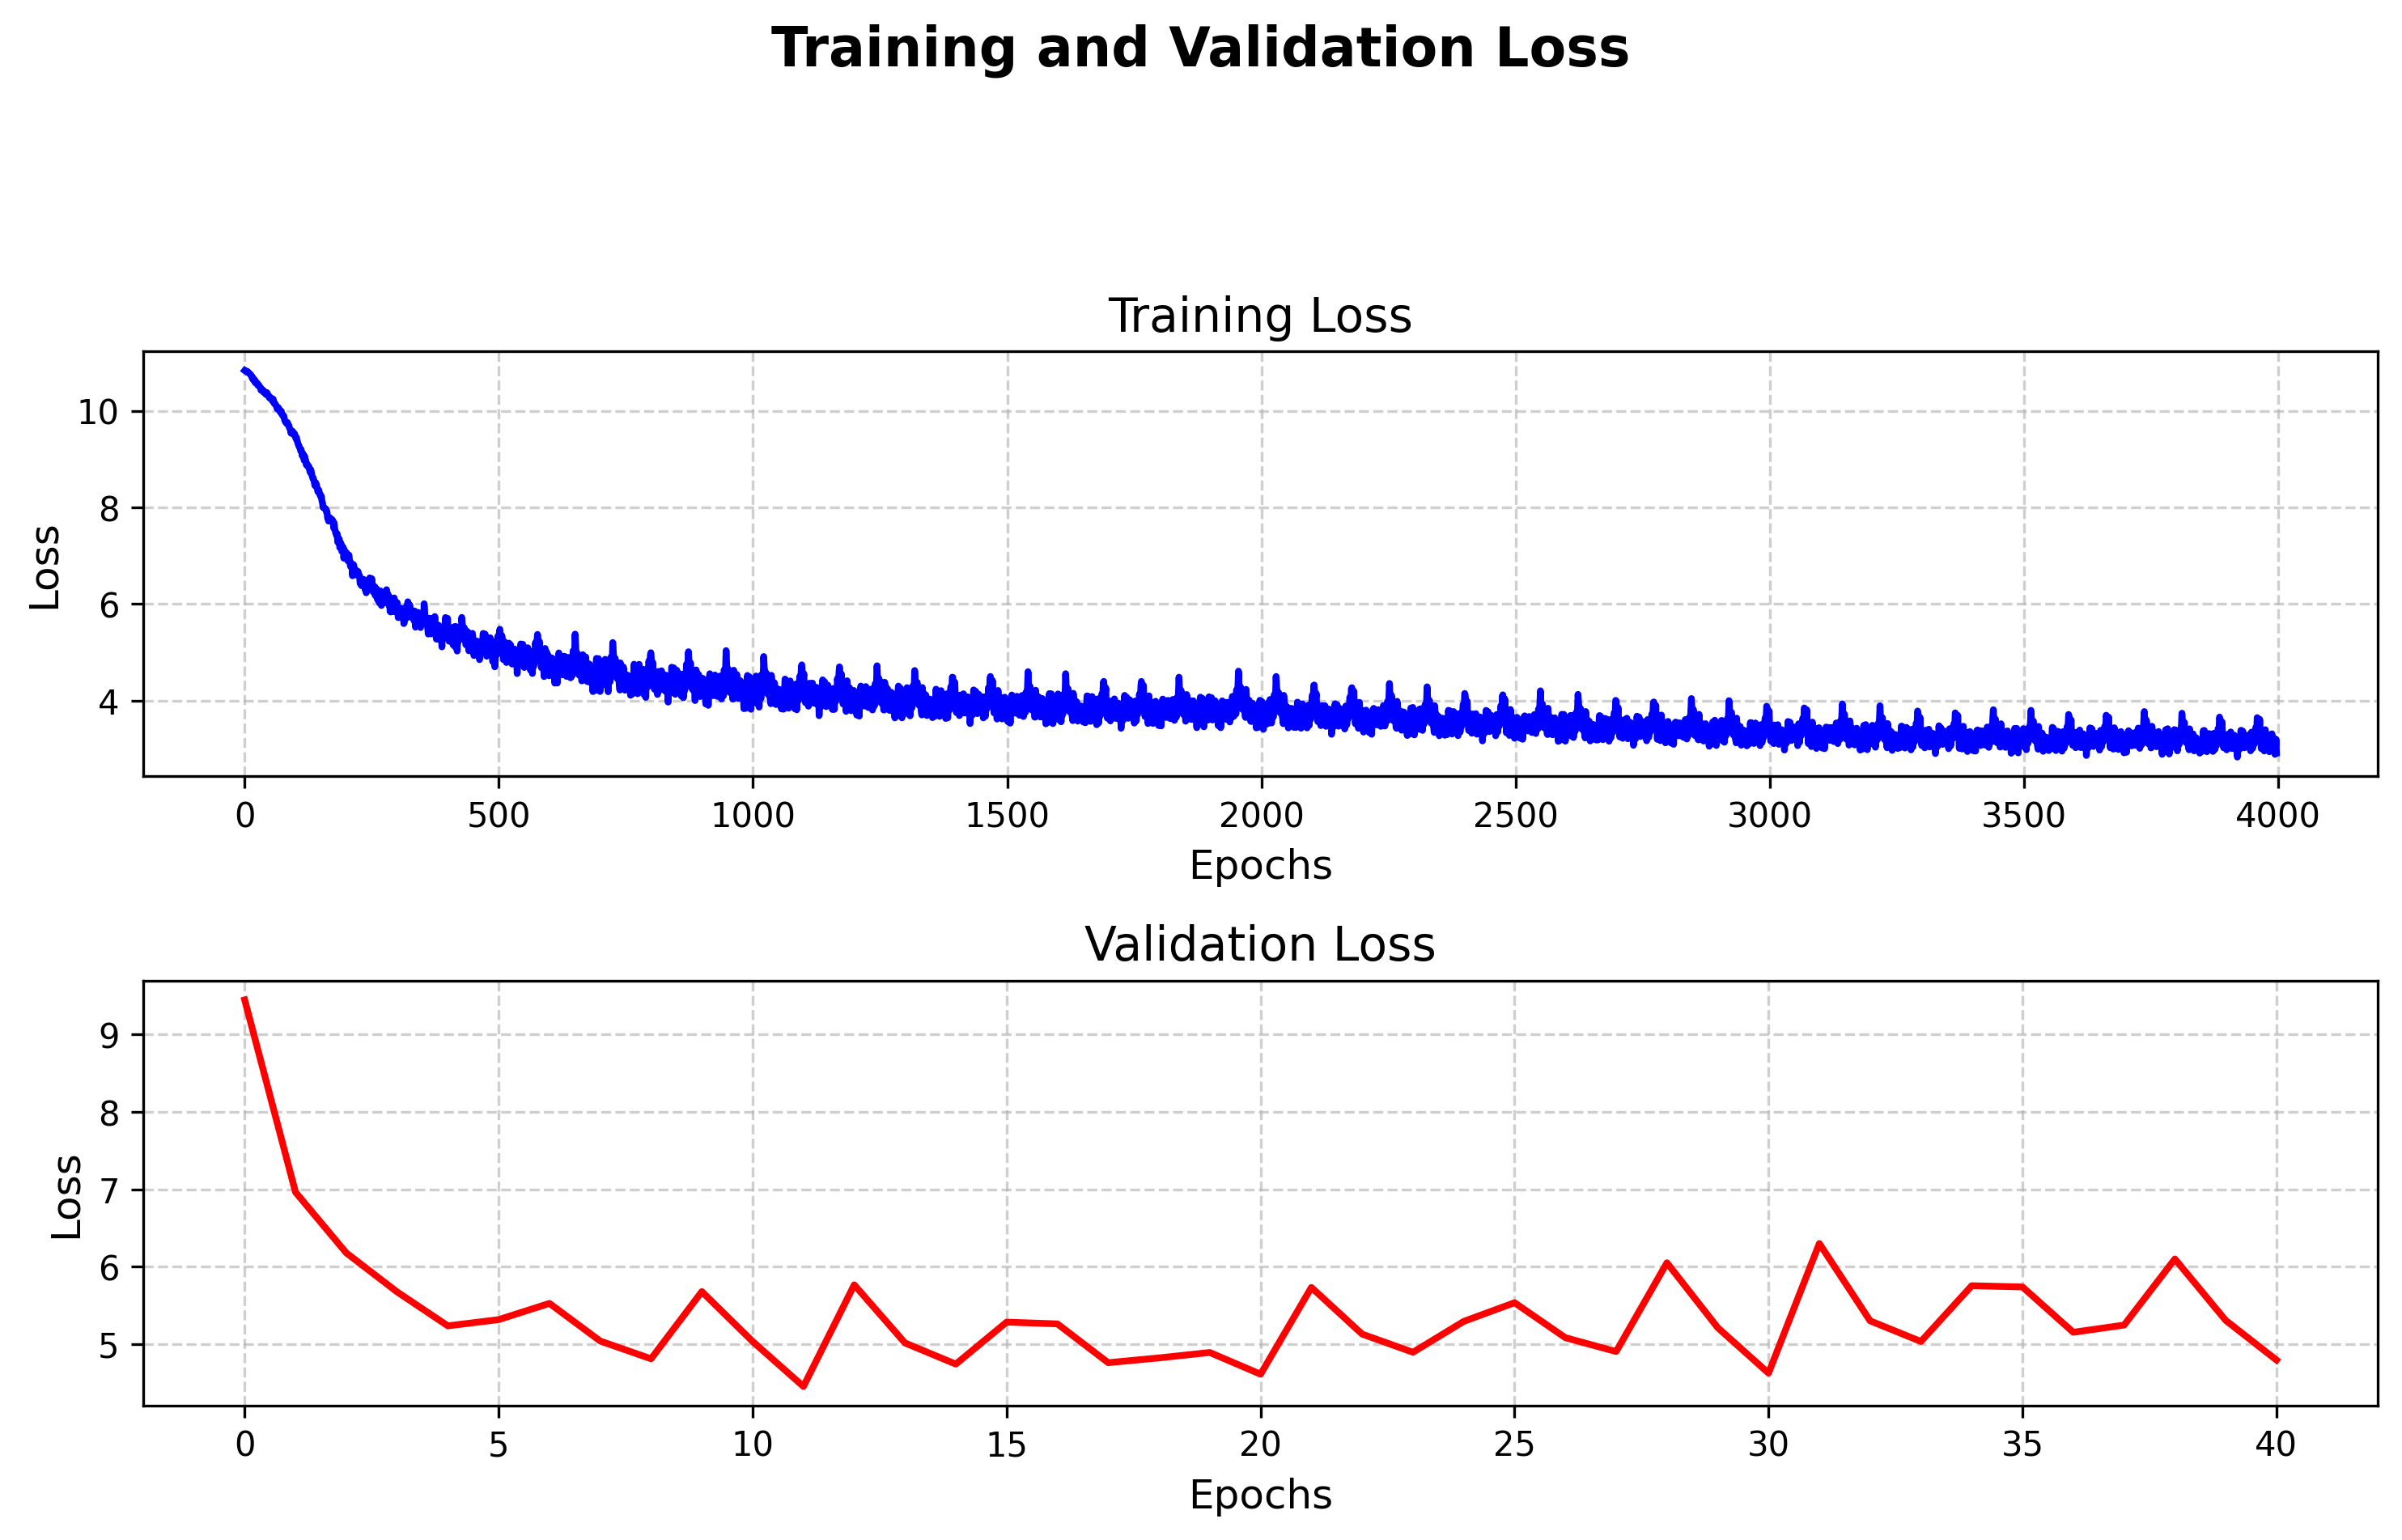 Training and Validation Loss
Training Loss
Loss
10
8
6
4
0 500 1000 1500 2000 2500 3000 3500 4000
Epochs
Validation Loss
Loss
9
8
7
6
5
0 5 10 15 20 25 30 35 40
Epochs